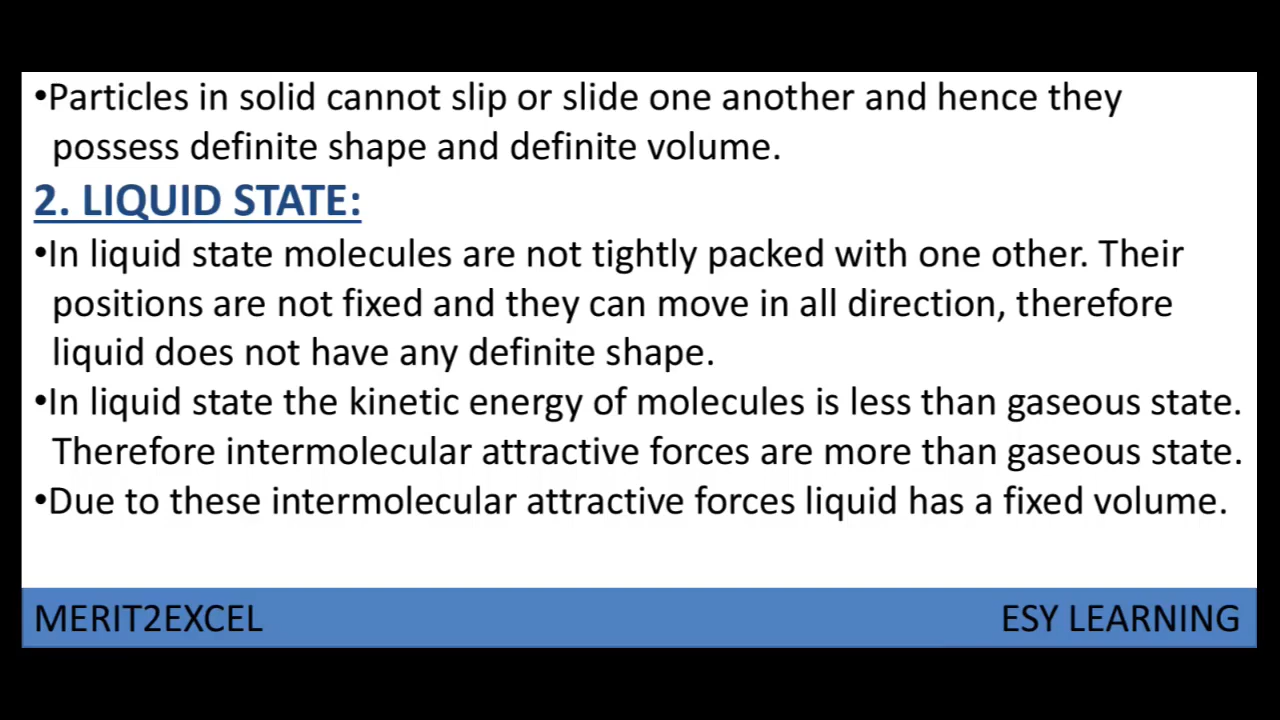 •Particles in solid cannot slip or slide one another and hence they
possess definite shape and definite volume.
2. LIQUID STATE:
•In liquid state molecules are not tightly packed with one other. Their
positions are not fixed and they can move in all direction, therefore
liquid does not have any definite shape.
•In liquid state the kinetic energy of molecules is less than gaseous state.
Therefore intermolecular attractive forces are more than gaseous state.
•Due to these intermolecular attractive forces liquid has a fixed volume.
MERIT2EXCEL
ESY LEARNING